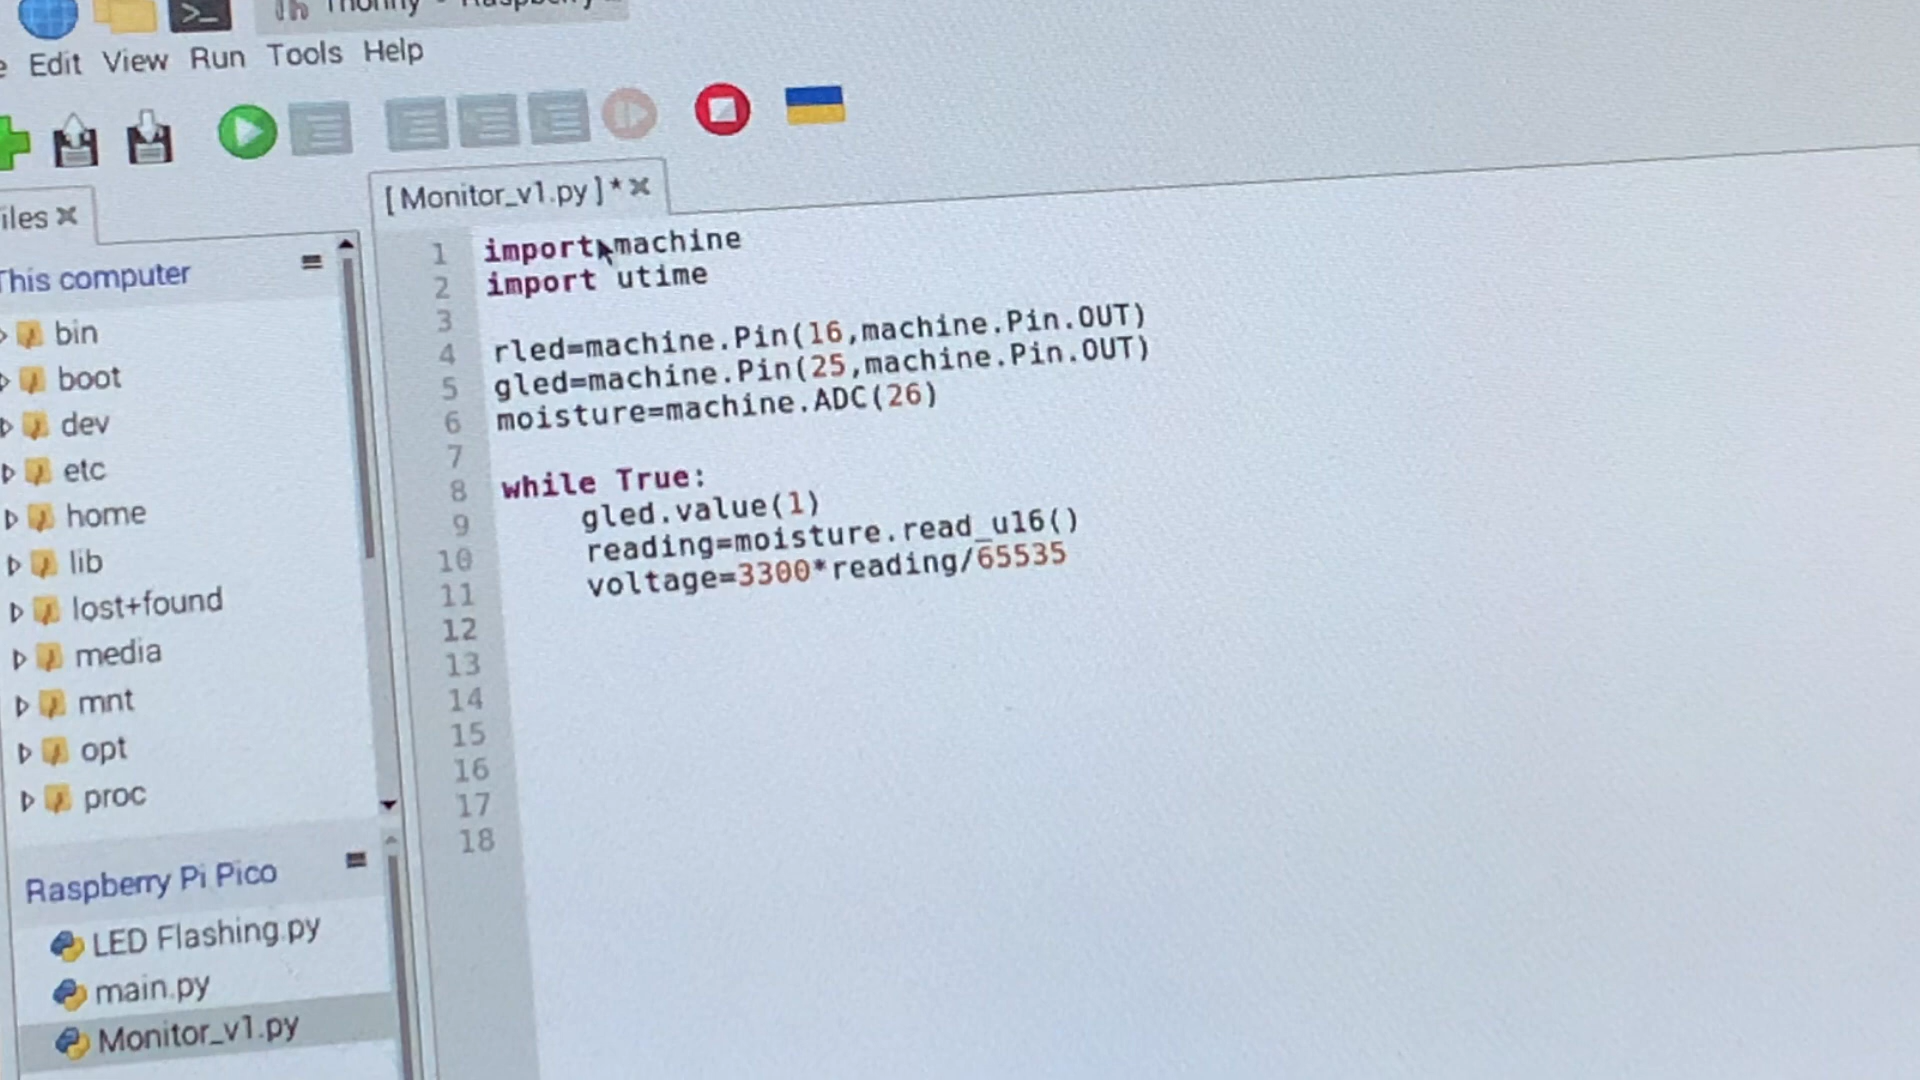 Thonny - Raspberry
Edit View Run Tools Help
[ Monitor_v1.py ] *
iles
This computer
bin
boot
dev
etc
home
lib
lost+found
media
mnt
opt
proc
Raspberry Pi Pico
LED Flashing.py
main.py
Monitor_v1.py
1 import machine
2 import utime
3
4 rled=machine.Pin(16,machine.Pin.OUT)
5 gled=machine.Pin(25,machine.Pin.OUT)
6 moisture=machine.ADC(26)
7
8 while True:
9 gled.value(1)
10 reading=moisture.read_u16()
11 voltage=3300*reading/65535
12
13
14
15
16
17
18